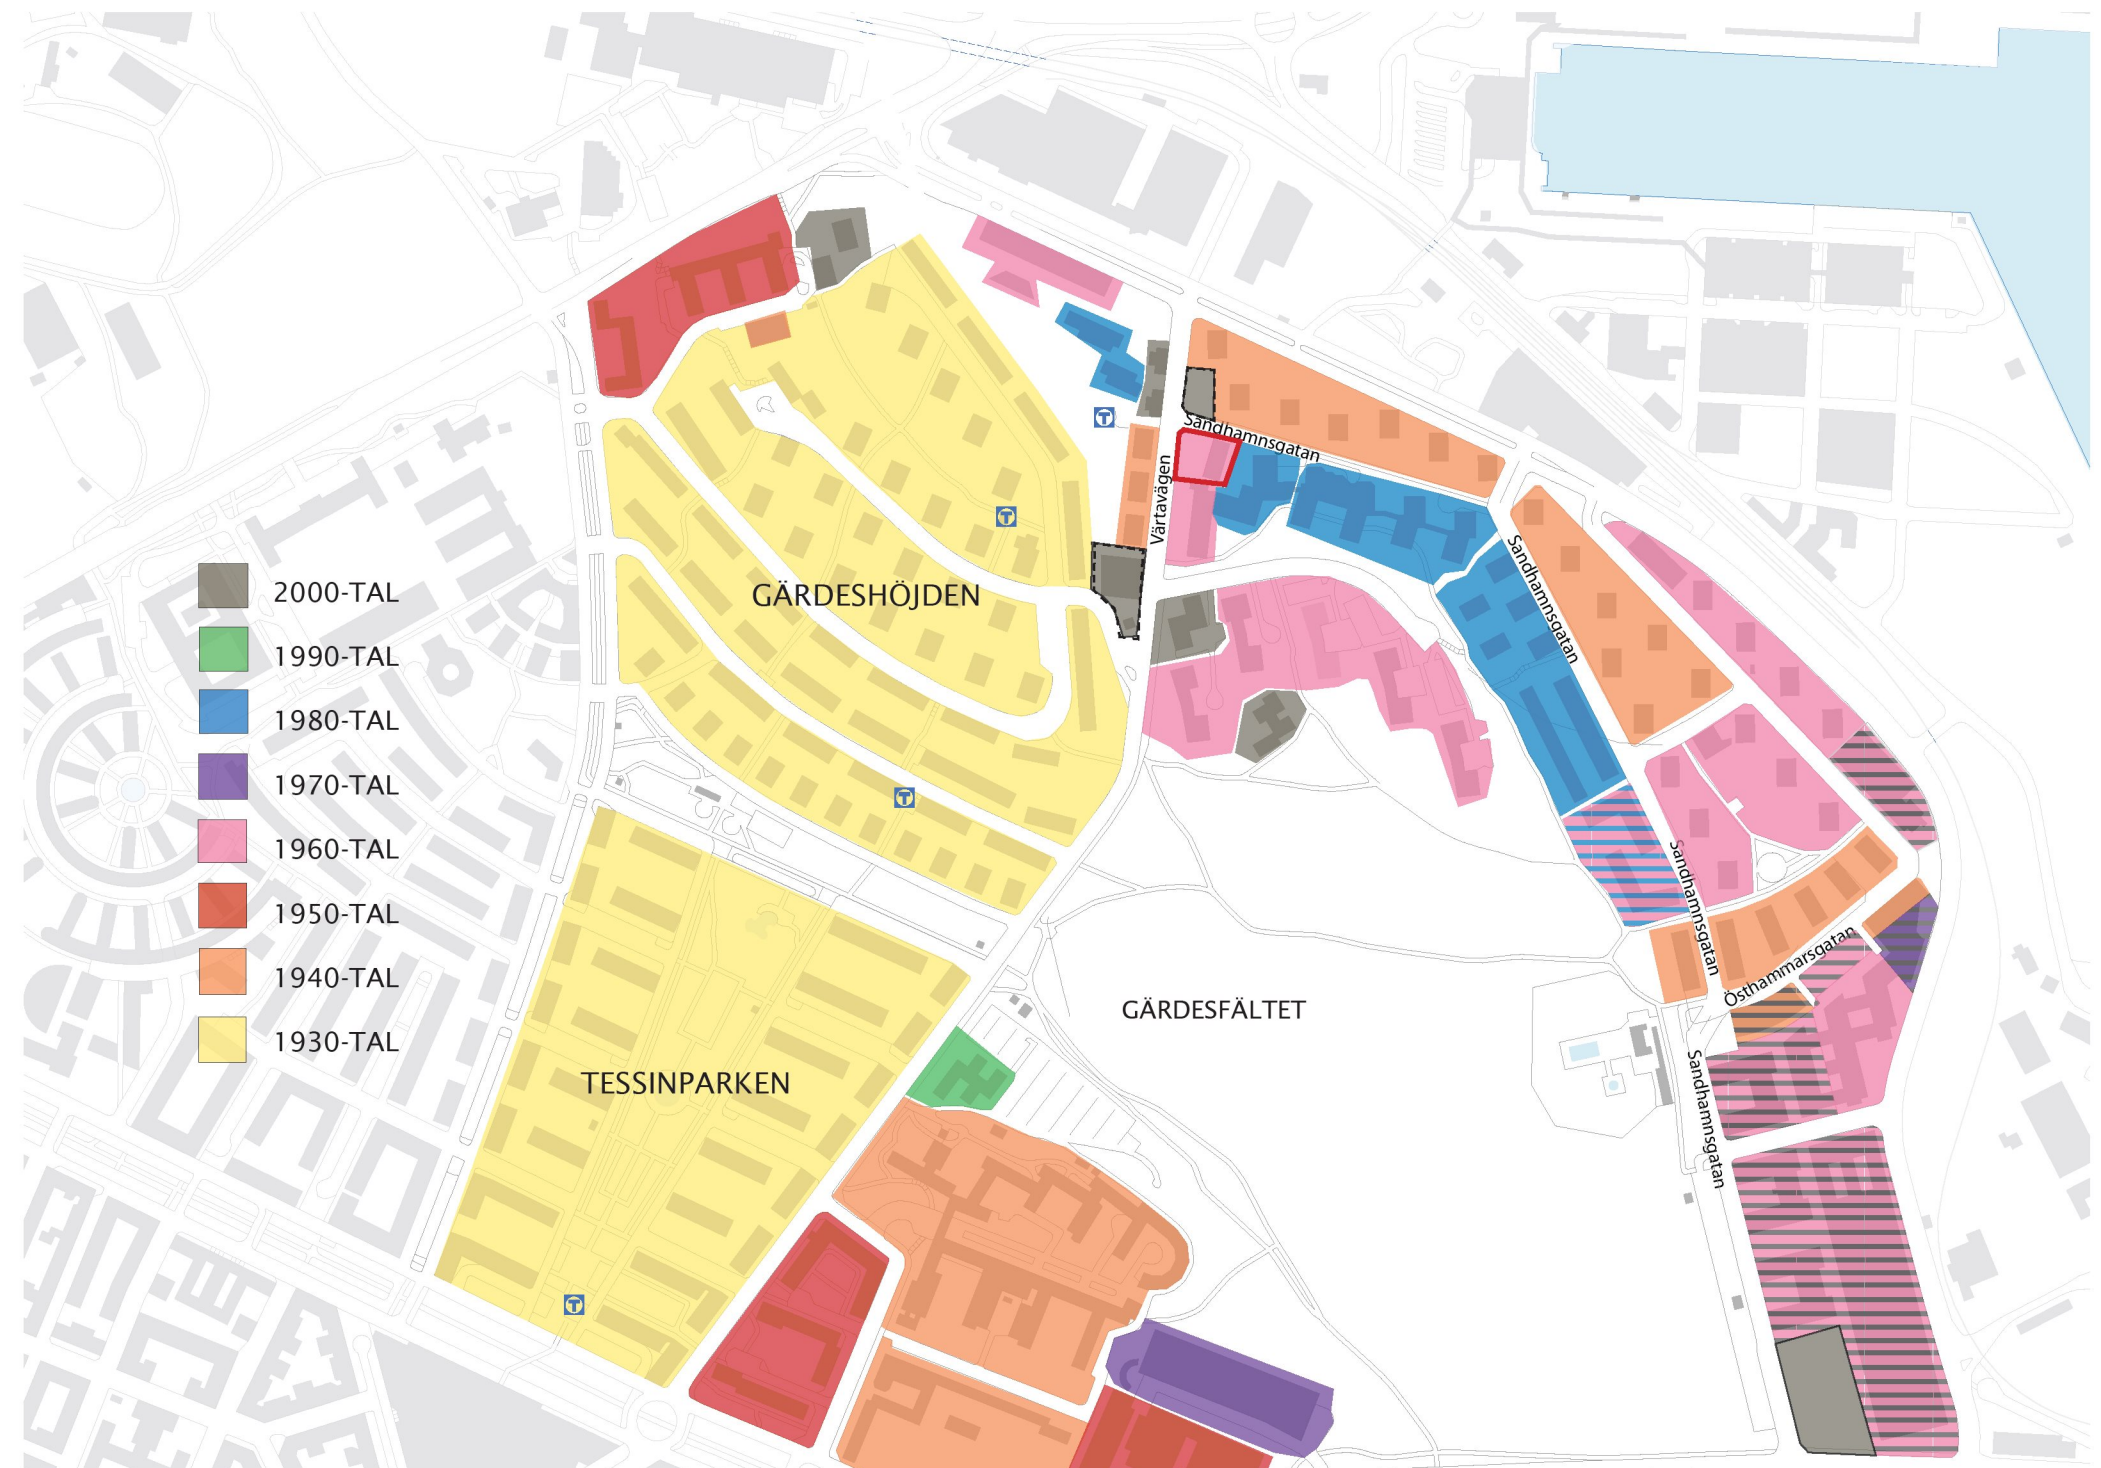 Sandhamnsgatan
Värtavägen
Sandhamnsgatan
2000-TAL
GÄRDESHÖJDEN
1990-TAL
1980-TAL
1970-TAL
1960-TAL
Sandhamnsgatan
1950-TAL
Östhammarsgatan
1940-TAL
GÄRDESFÄLTET
1930-TAL
TESSINPARKEN
Sandhamnsgatan
T
T
T
T